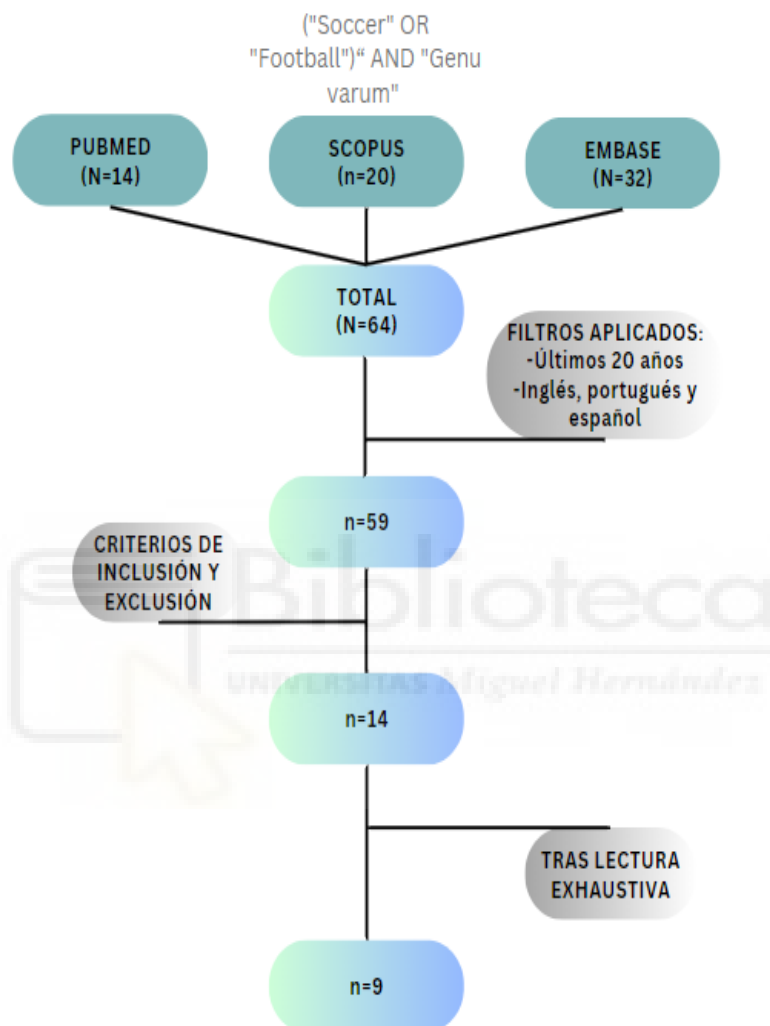 ("Soccer" OR
"Football")“ AND "Genu
varum"
PUBMED
(N=14)
SCOPUS
(n=20)
EMBASE
(N=32)
TOTAL
(N=64)
FILTROS APLICADOS:
-Últimos 20 años
-Inglés, portugués y
español
n=59
CRITERIOS DE
INCLUSIÓN Y
EXCLUSIÓN
Biblioteca
UNIVERSITAS Miguel Hernández
n=14
TRAS LECTURA
EXHAUSTIVA
n=9